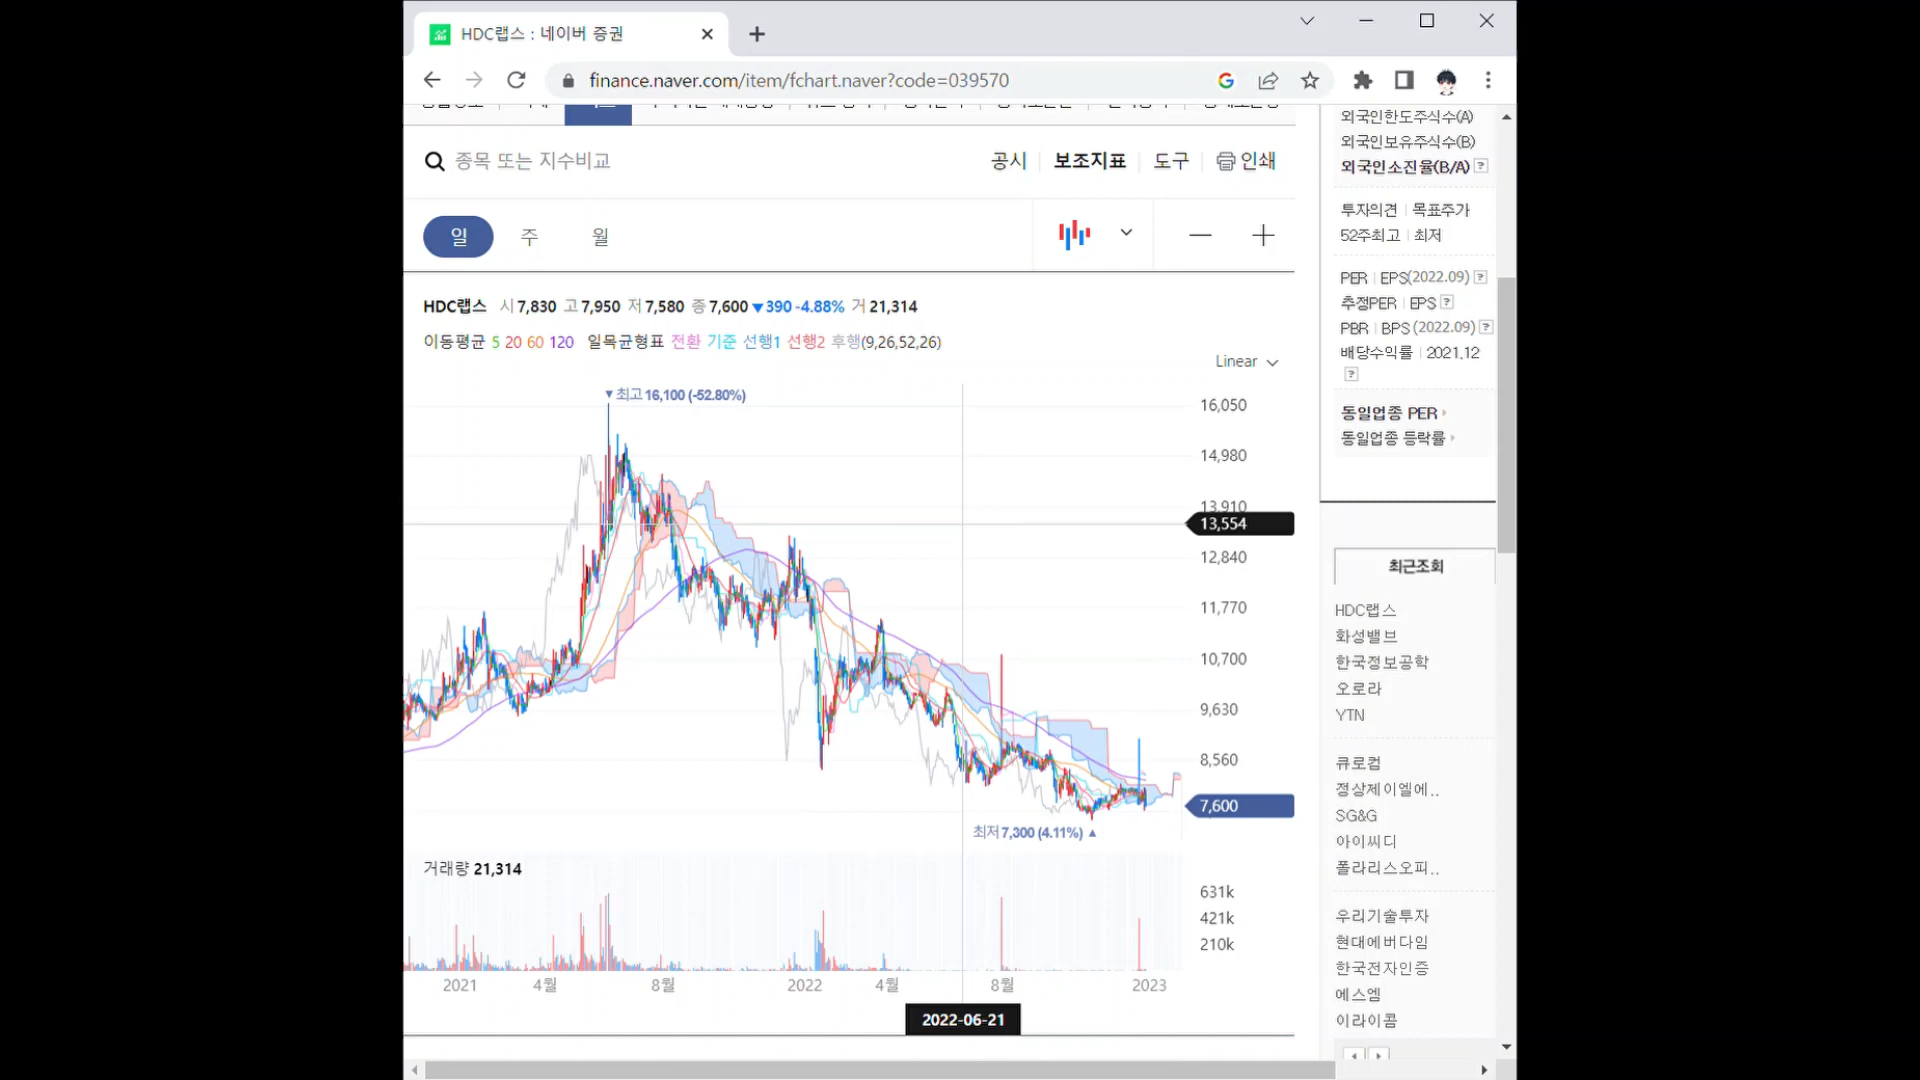 HDC랩스 : 네이버 증권
finance.naver.com/item/fchart.naver?code=039570
종목 또는 지수비교
공시 보조지표 도구 인쇄
일 주 월
HDC랩스 시 7,830 고 7,950 저 7,580 종 7,600 ▼390 -4.88% 거 21,314
이동평균 5 20 60 120 일목균형표 전환 기준 선행1 선행2 후행(9,26,52,26)
Linear
▼최고 16,100 (-52.80%)
16,050
14,980
13,910
13,554
12,840
11,770
10,700
9,630
8,560
7,600
최저 7,300 (4.11%) ▲
거래량 21,314
631k
421k
210k
2021 4월 8월 2022 4월 8월 2023
2022-06-21
외국인한도주식수(A)
외국인보유주식수(B)
외국인소진율(B/A) ?
투자의견 | 목표주가
52주최고 | 최저
PER | EPS(2022.09) ?
추정PER | EPS ?
PBR | BPS (2022.09) ?
배당수익률 | 2021.12
?
동일업종 PER
동일업종 등락률
최근조회
HDC랩스
화성밸브
한국정보공학
오로라
YTN
큐로컴
정상제이엘에..
SG&G
아이씨디
폴라리스오피..
우리기술투자
현대에버다임
한국전자인증
에스엠
이라이콤